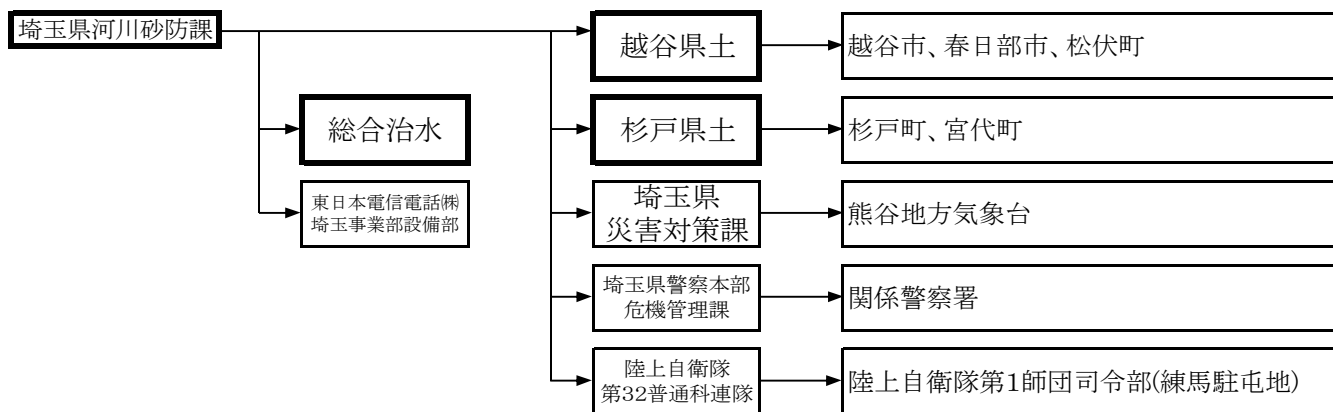 埼玉県河川砂防課
越谷県土
越谷市、春日部市、松伏町
総合治水
杉戸県土
杉戸町、宮代町
東日本電信電話㈱
埼玉事業部設備部
埼玉県
災害対策課
熊谷地方気象台
埼玉県警察本部
危機管理課
関係警察署
陸上自衛隊
第32普通科連隊
陸上自衛隊第1師団司令部(練馬駐屯地)